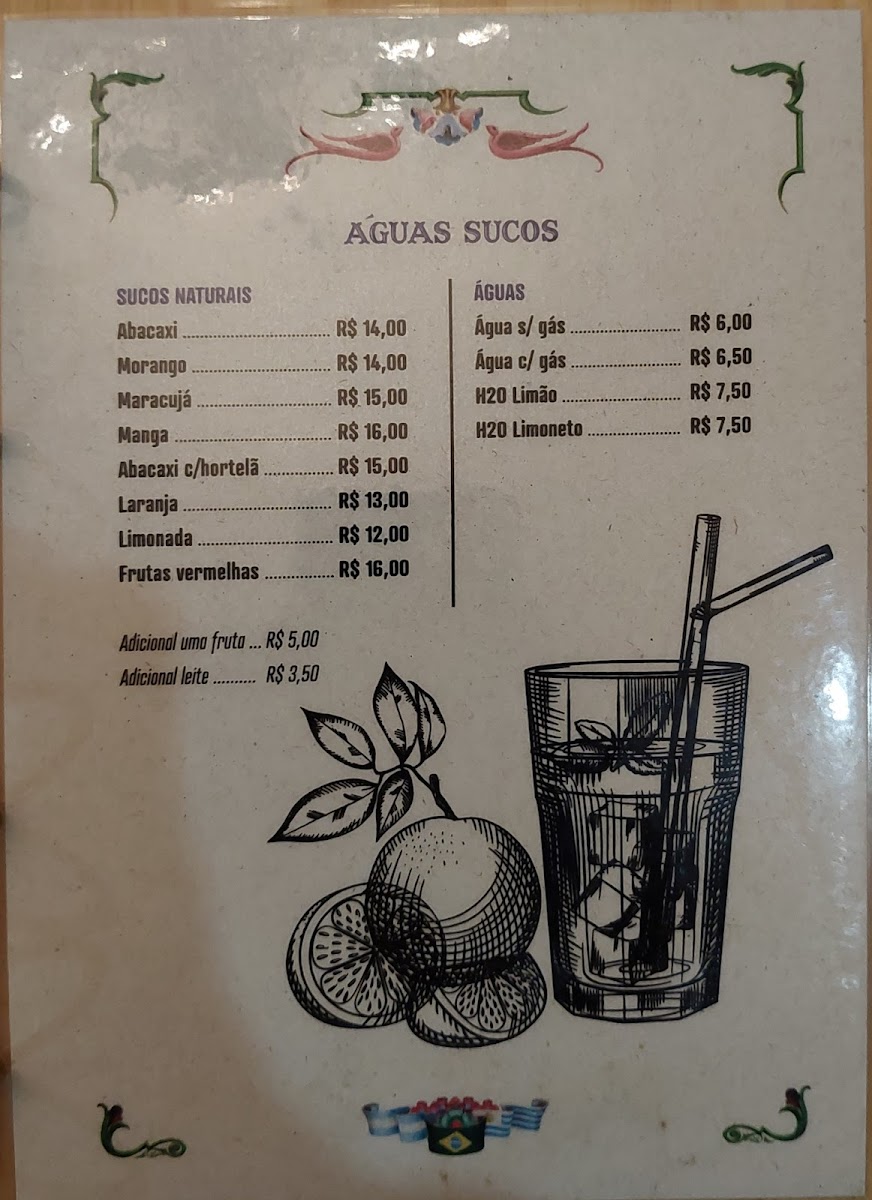 ÁGUAS SUCOS
SUCOS NATURAIS
Abacaxi ................................. R$ 14,00
Morango ............................... R$ 14,00
Maracujá .............................. R$ 15,00
Manga ................................... R$ 16,00
Abacaxi c/hortelã ............... R$ 15,00
Laranja ................................. R$ 13,00
Limonada .............................. R$ 12,00
Frutas vermelhas ............... R$ 16,00
Adicional uma fruta ... R$ 5,00
Adicional leite .......... R$ 3,50
ÁGUAS
Água s/ gás ........................ R$ 6,00
Água c/ gás ........................ R$ 6,50
H2O Limão .......................... R$ 7,50
H2O Limoneto .................... R$ 7,50